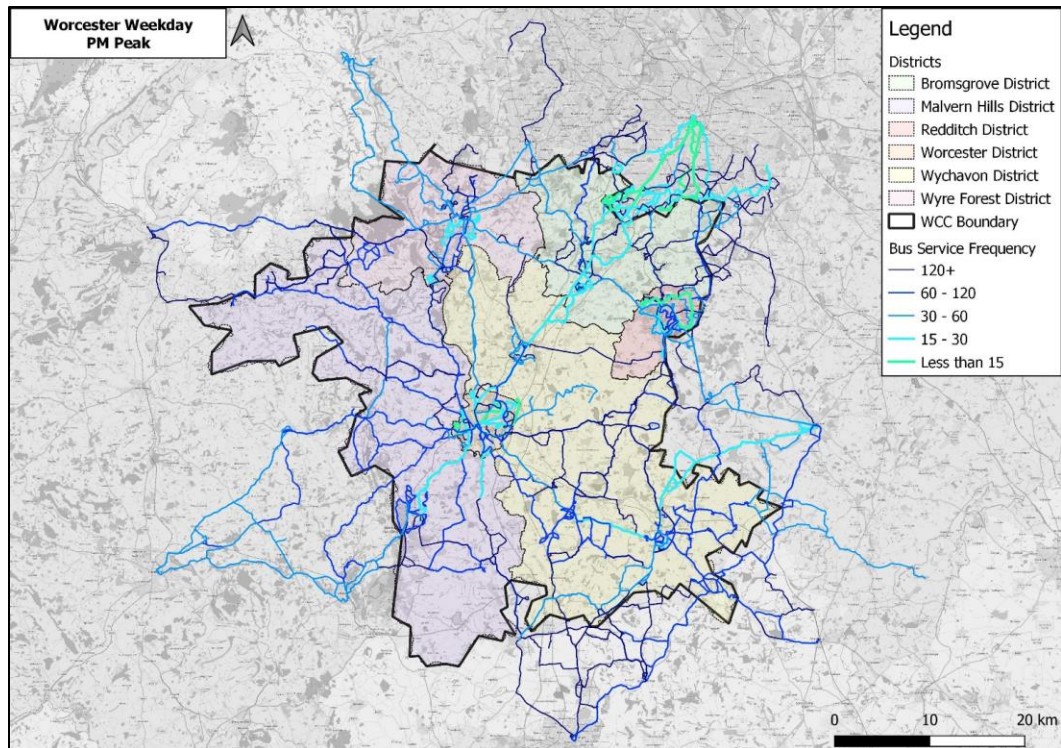 Worcester Weekday
PM Peak
Legend
Districts
Bromsgrove District
Malvern Hills District
Redditch District
Worcester District
Wychavon District
Wyre Forest District
WCC Boundary
Bus Service Frequency
120+
60 - 120
30 - 60
15 - 30
Less than 15
0 10 20 km